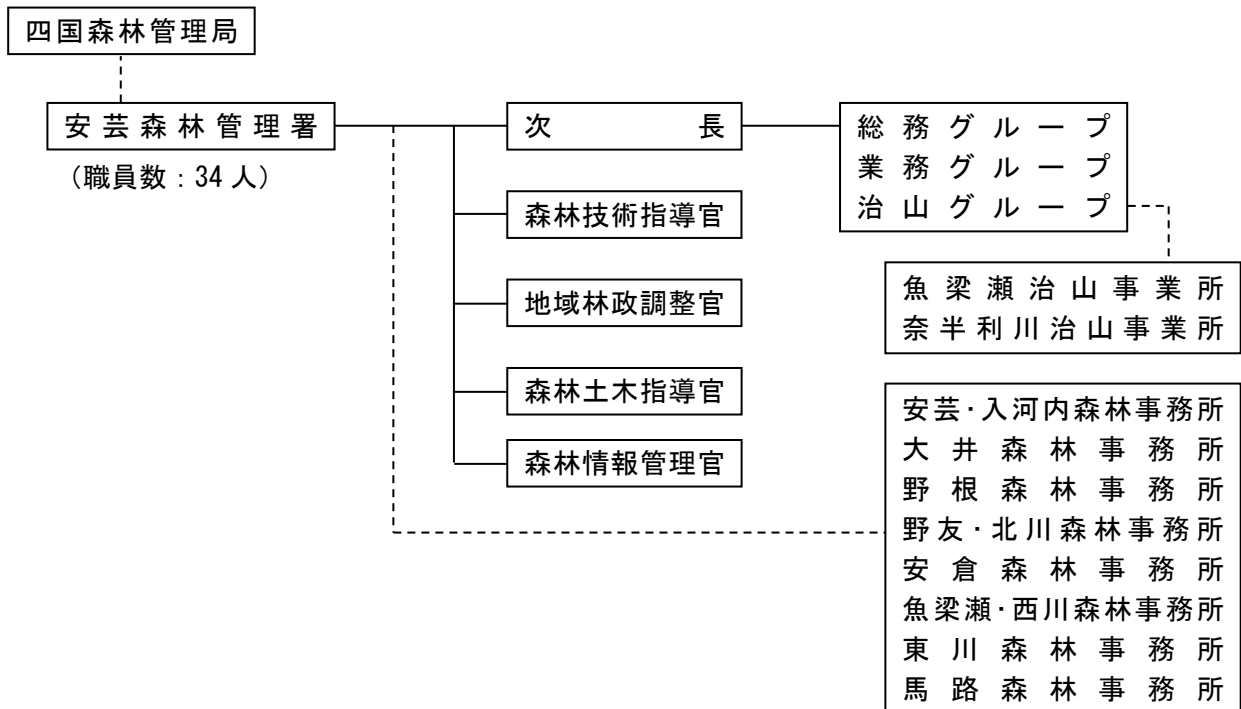 四国森林管理局
安芸森林管理署
（職員数：34人）
次長
森林技術指導官
地域林政調整官
森林土木指導官
森林情報管理官
総務グループ
業務グループ
治山グループ
魚梁瀬治山事業所
奈半利川治山事業所
安芸・入河内森林事務所
大井森林事務所
野根森林事務所
野友・北川森林事務所
安倉森林事務所
魚梁瀬・西川森林事務所
東川森林事務所
馬路森林事務所